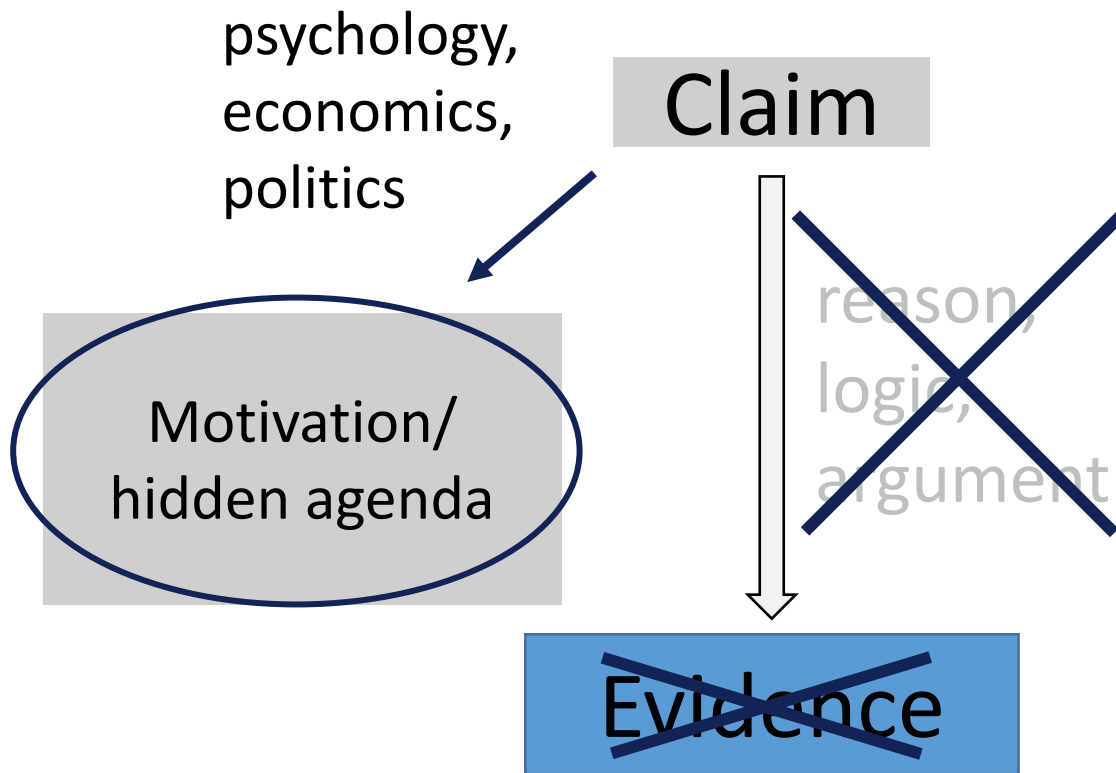 psychology,
economics,
politics
Claim
reason,
logic,
argument
Motivation/
hidden agenda
Evidence